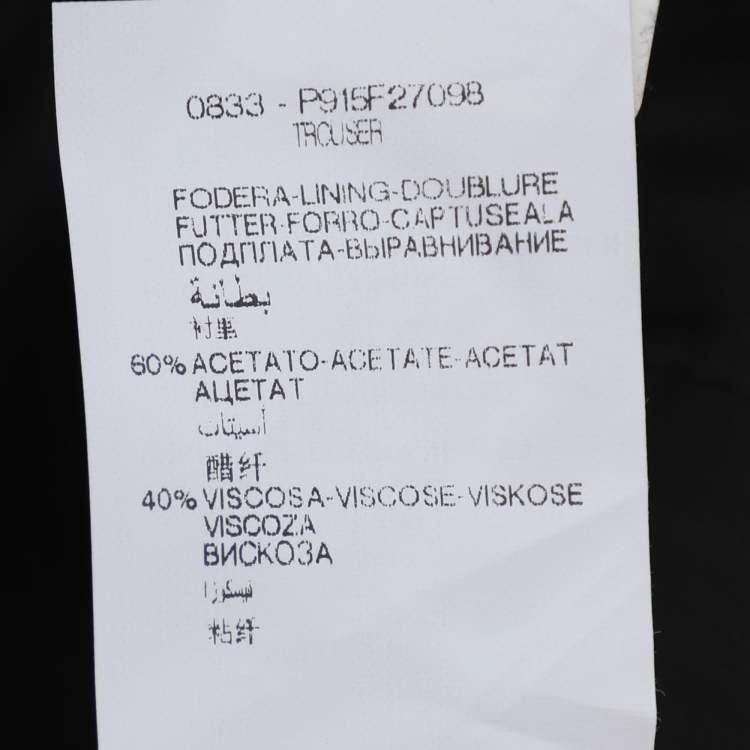 0833 - P915F27098
TROUSER
FODERA-LINING-DOUBLURE
FUTTER-FORRO-CAPTUSEALA
ПОДПЛАТА-ВЫРАВНИВАНИЕ
بطانة
衬里
60% ACETATO-ACETATE-ACETAT
АЦЕТАТ
أسيتات
醋纤
40% VISCOSA-VISCOSE-VISKOSE
VISCOZA
ВИСКОЗА
فيسكوزا
粘纤